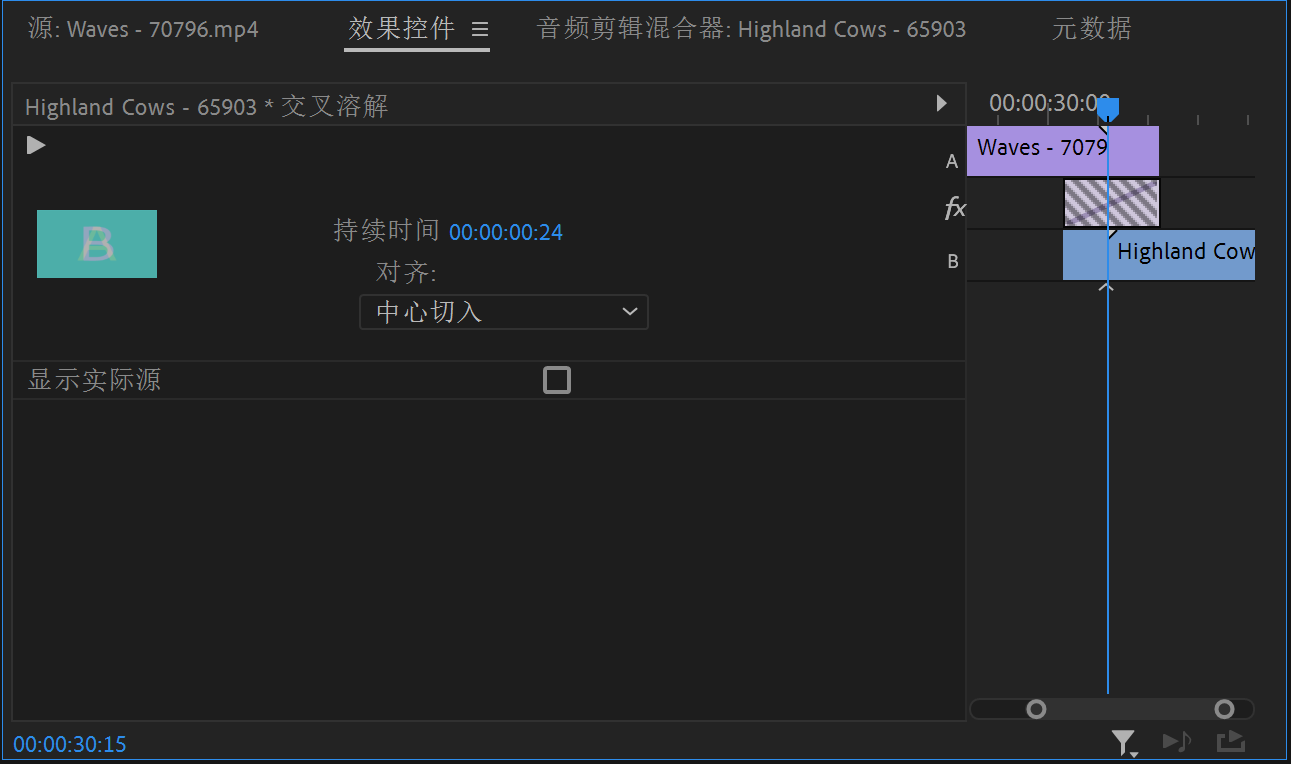 源: Waves - 70796.mp4
效果控件
音频剪辑混合器: Highland Cows - 65903
元数据
Highland Cows - 65903 * 交叉溶解
00:00:30:00
Waves - 7079
A
fx
B
Highland Cow
持续时间 00:00:00:24
对齐:
中心切入
显示实际源
00:00:30:15